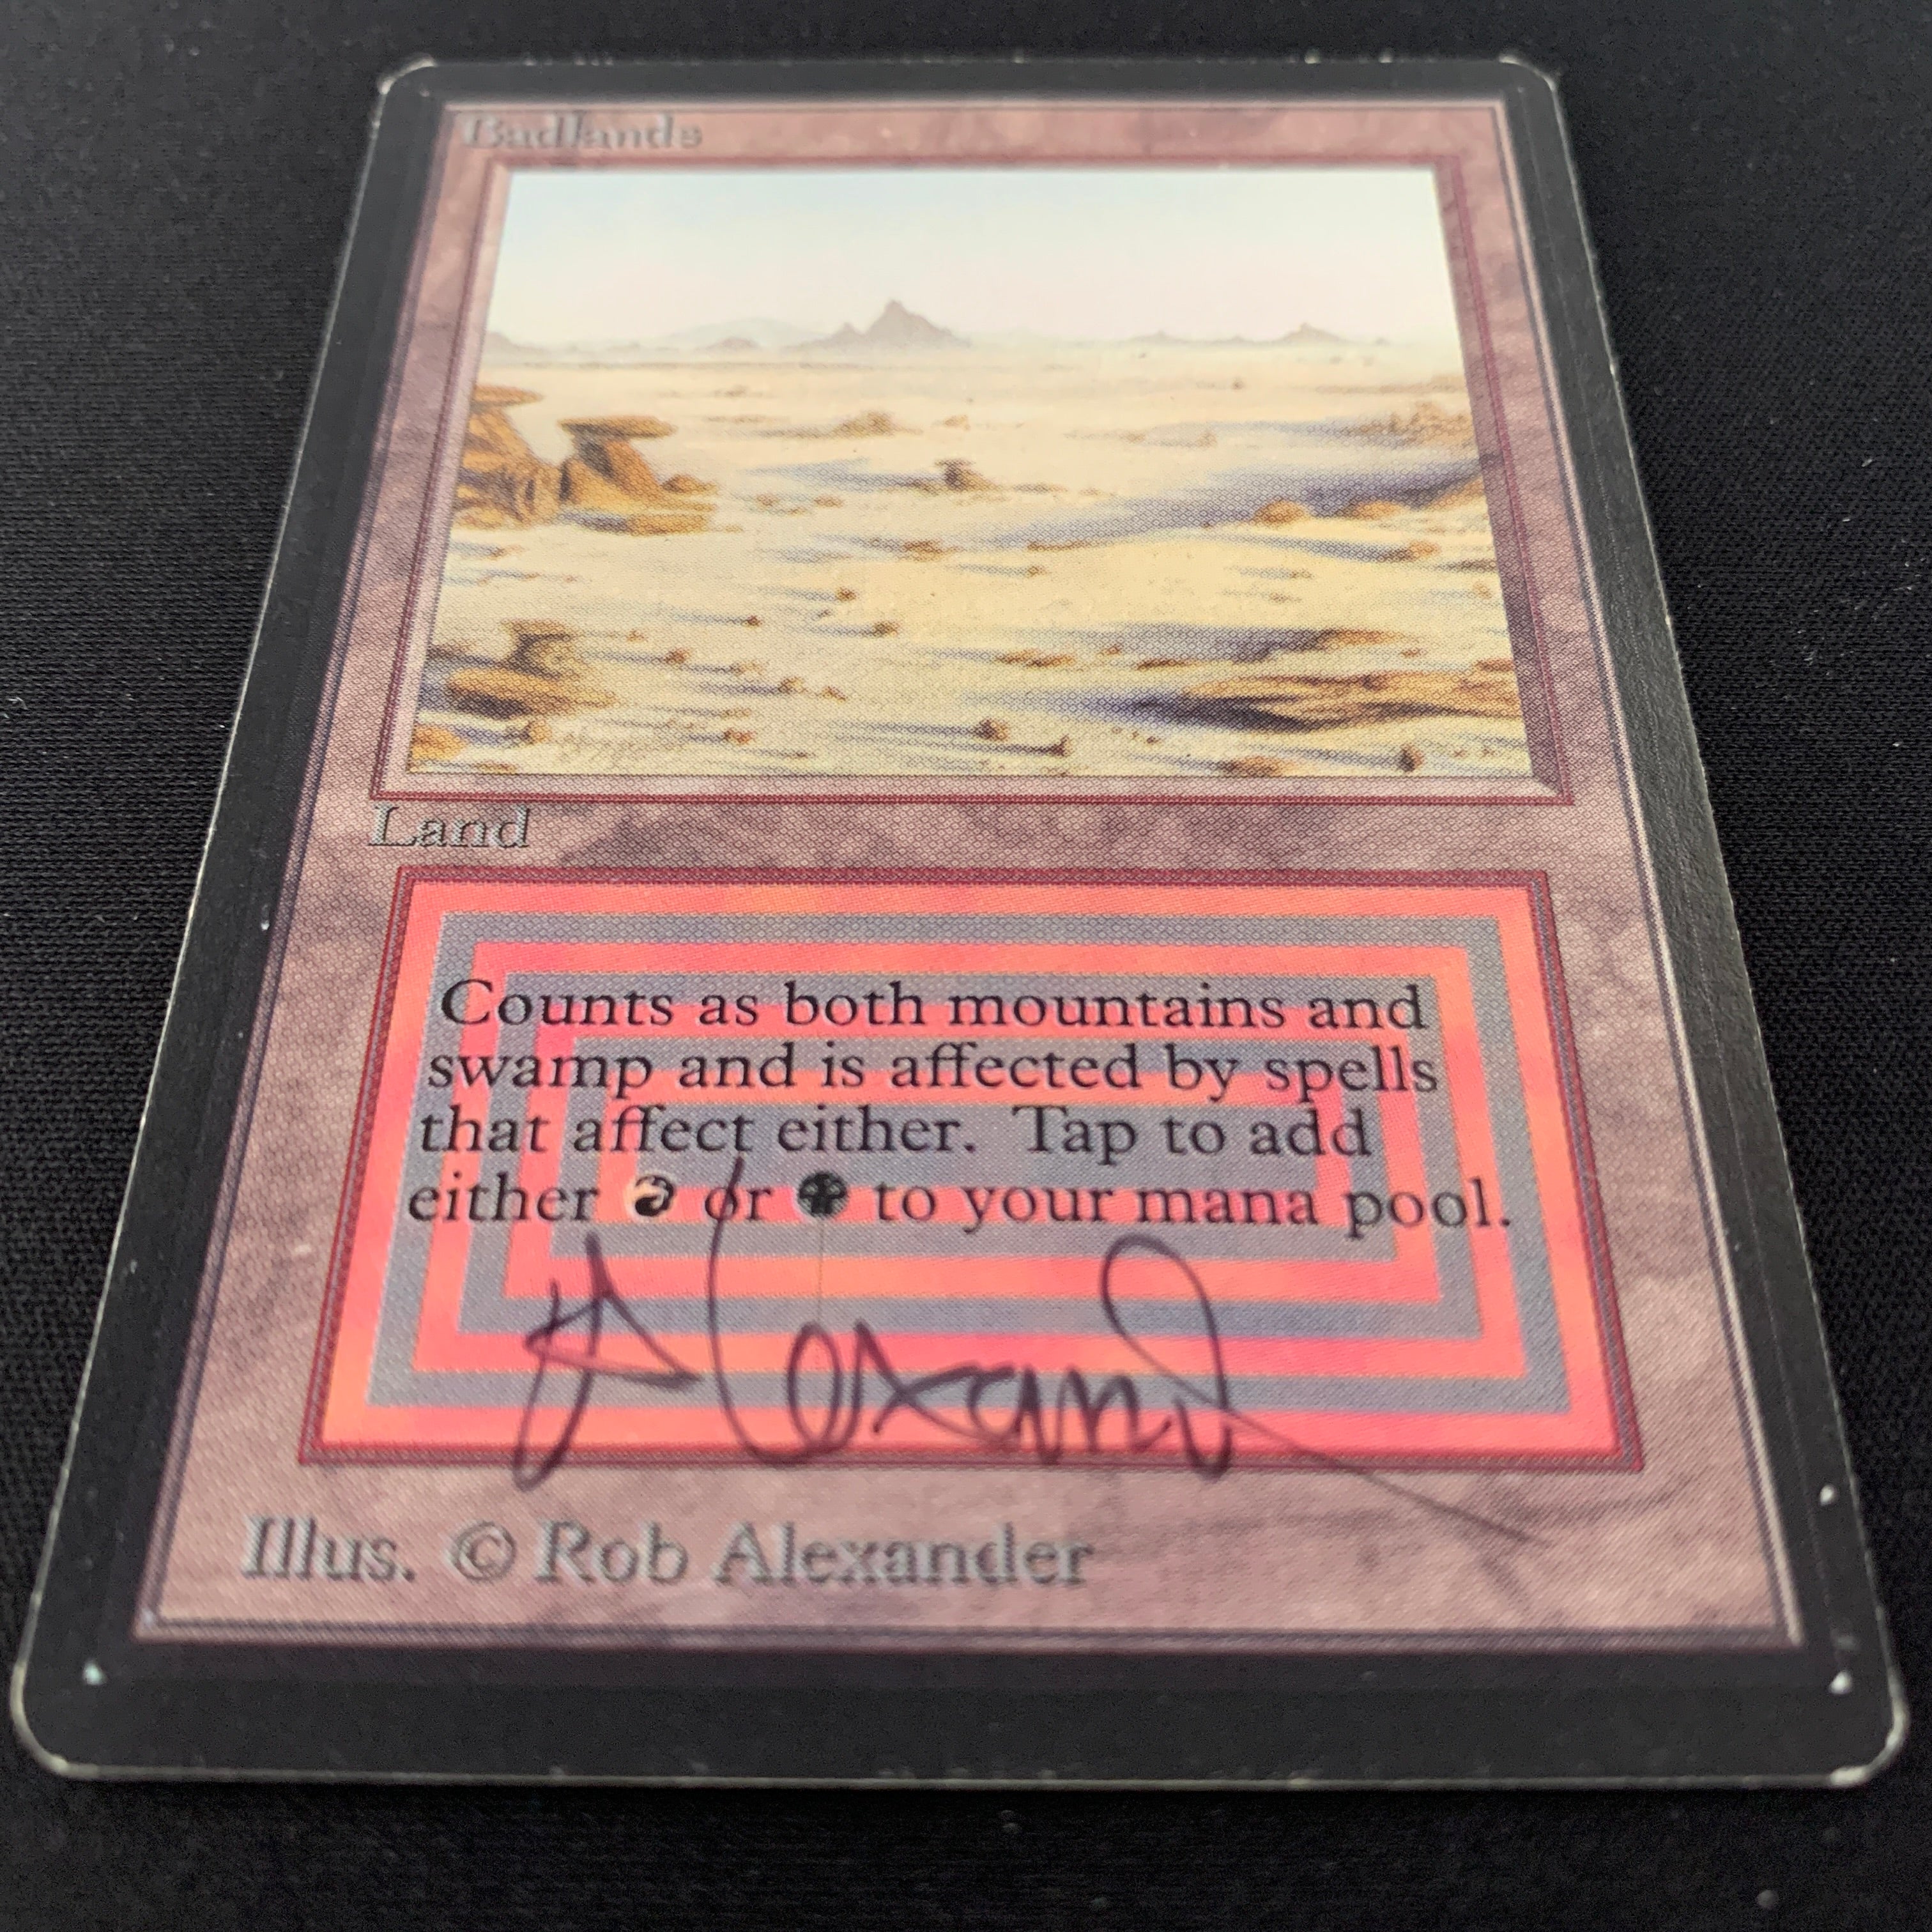 Badlands
Land
Counts as both mountains and
swamp and is affected by spells
that affect either. Tap to add
either or to your mana pool.
Alexand
Illus. © Rob Alexander